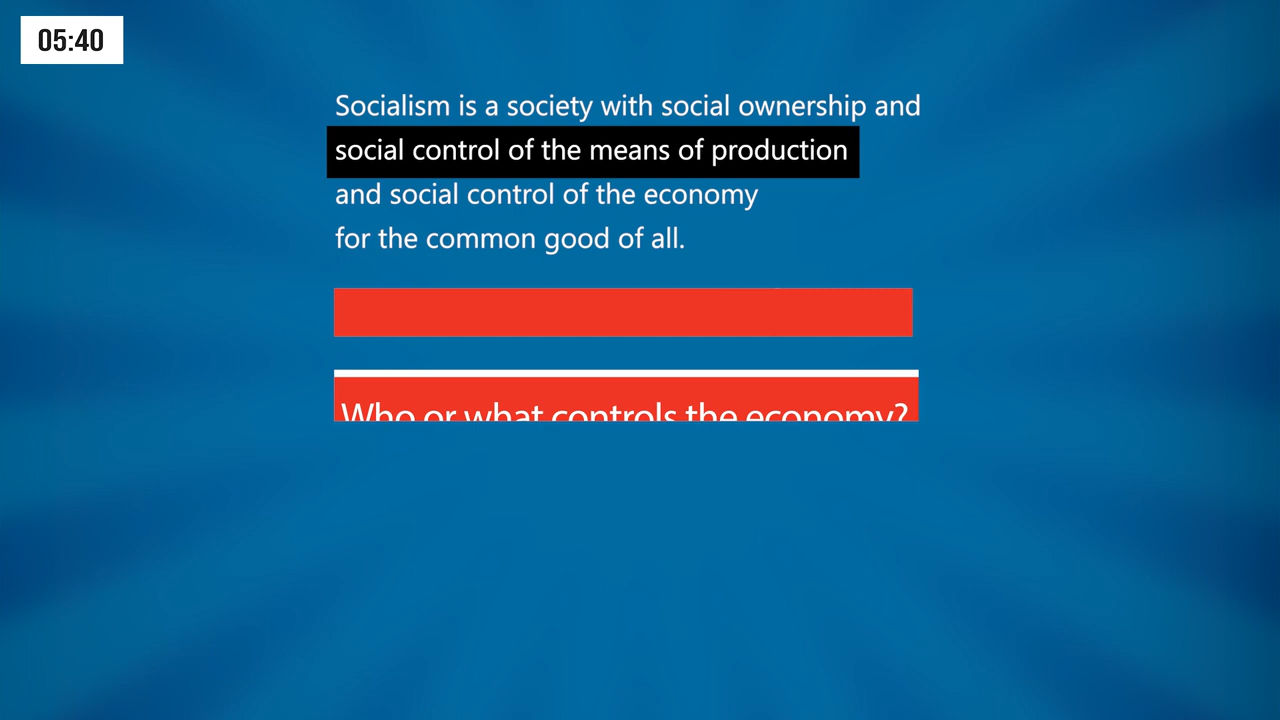 05:40
Socialism is a society with social ownership and
social control of the means of production
and social control of the economy
for the common good of all.
Who or what controls the economy?